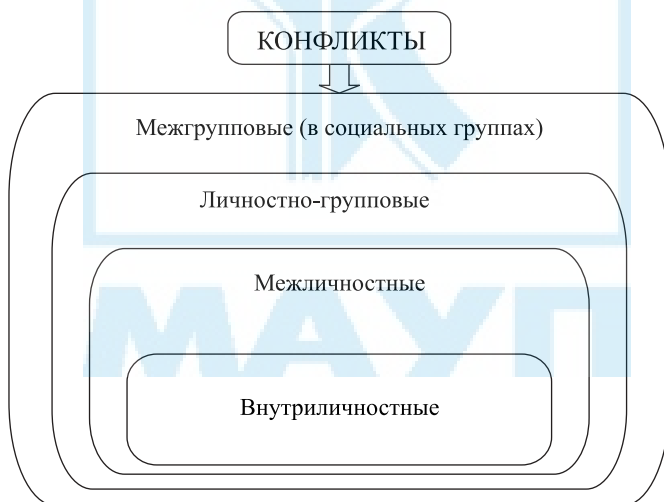 КОНФЛИКТЫ
Межгрупповые (в социальных группах)
Личностно-групповые
Межличностные
МАУП
Внутриличностные